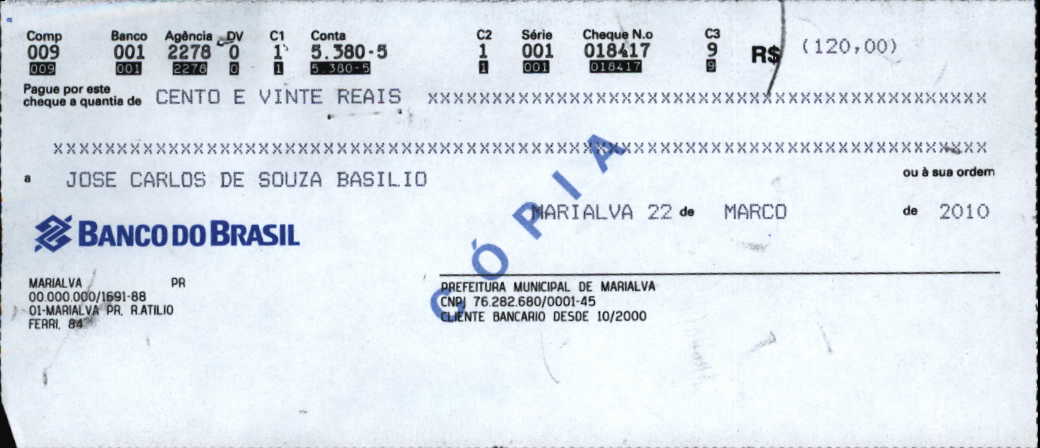 Comp Banco Agência DV C1 Conta C2 Série Cheque N.o C3
009 001 2278 0 1 5.380-5 1 001 018417 9 R$ (120,00)
009 001 2278 0 1 5.380-5 1 001 018417 9
Pague por este
cheque a quantia de CENTO E VINTE REAIS xxxxxxxxxxxxxxxxxxxxxxxxxxxxxxxxxxxxxxxxxxxxxxxx
xxxxxxxxxxxxxxxxxxxxxxxxxxxxxxxxxxxxxxxxxxxxxxxxxxxxxxxxxxxxxxxxxxxxxxxxxxxxxxxx
a JOSE CARLOS DE SOUZA BASILIO ou à sua ordem
MARIALVA 22 de MARCO de 2010
BANCO DO BRASIL
CÓPIA
MARIALVA PR
00.000.000/1691-88
01-MARIALVA PR, R.ATILIO
FERRI, 84
PREFEITURA MUNICIPAL DE MARIALVA
CNPJ 76.282.680/0001-45
CLIENTE BANCARIO DESDE 10/2000